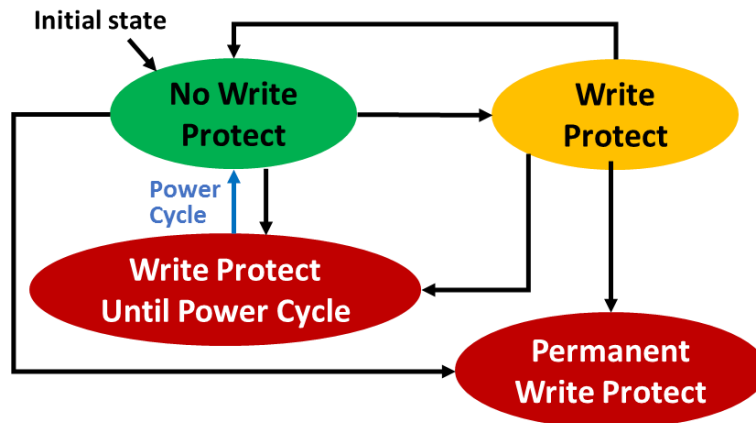 Initial state
No Write
Protect
Write
Protect
Power
Cycle
Write Protect
Until Power Cycle
Permanent
Write Protect